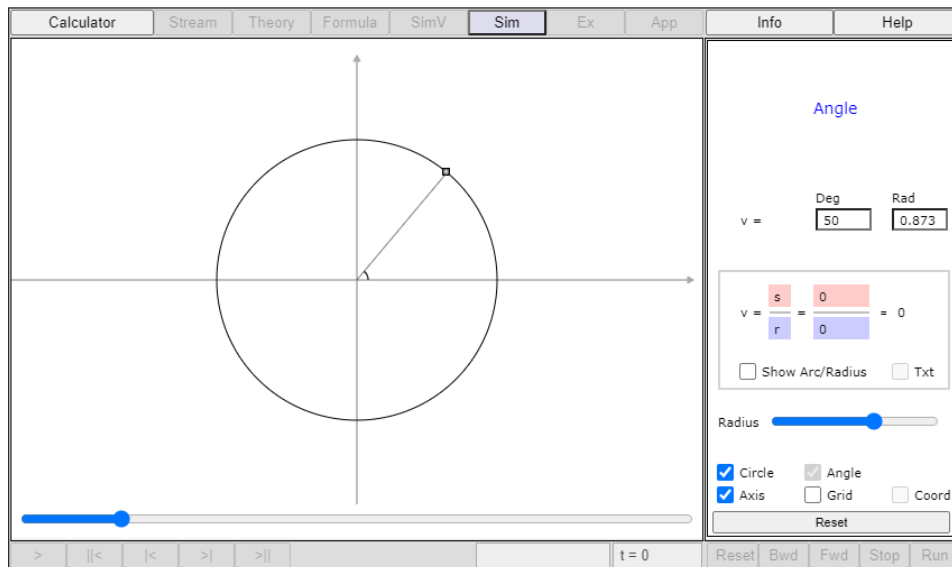 Calculator Stream Theory Formula SimV Sim Ex App Info Help
Angle
Deg Rad
v = 50 0.873
s 0
v = = = 0
r 0
Show Arc/Radius Txt
Radius
Circle Angle
Axis Grid Coord
Reset
> ||< |< >| >|| t = 0 Reset Bwd Fwd Stop Run